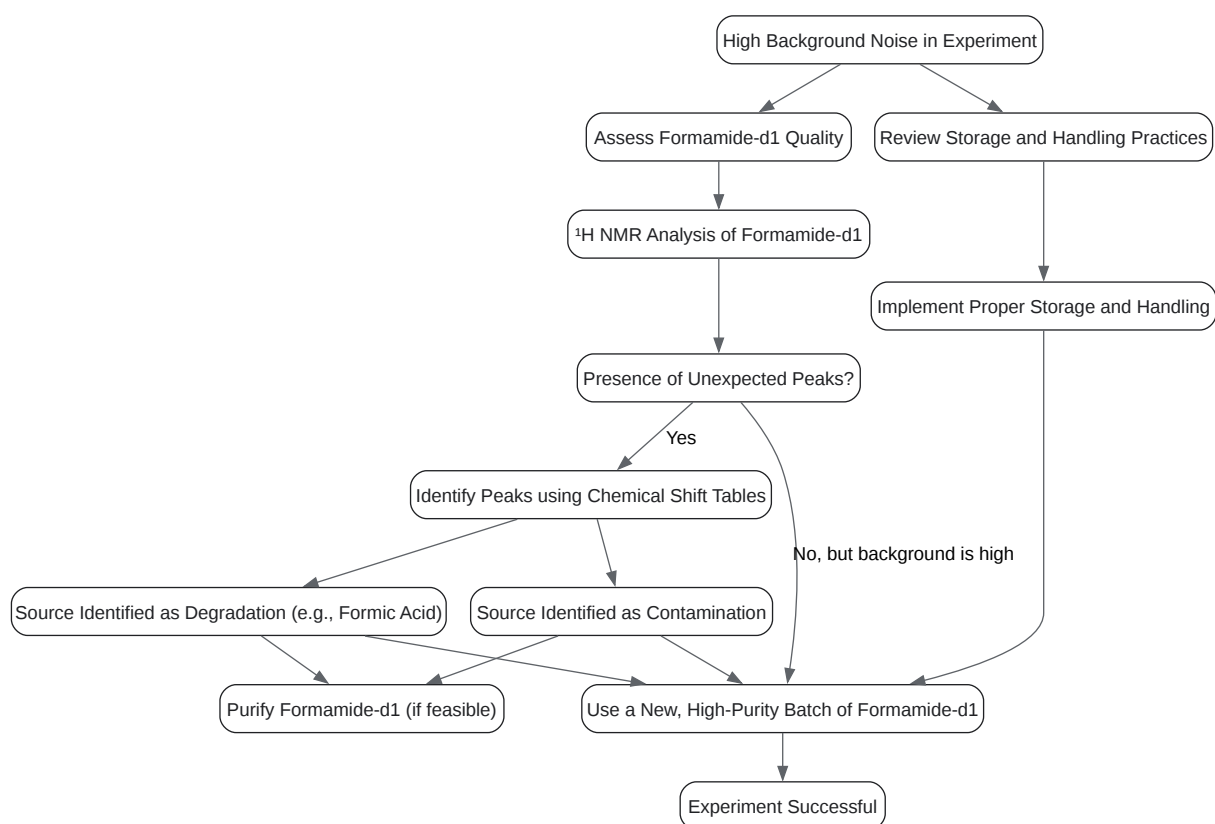 High Background Noise in Experiment
Assess Formamide-d1 Quality
Review Storage and Handling Practices
¹H NMR Analysis of Formamide-d1
Implement Proper Storage and Handling
Presence of Unexpected Peaks?
Yes
Identify Peaks using Chemical Shift Tables
No, but background is high
Source Identified as Degradation (e.g., Formic Acid)
Source Identified as Contamination
Purify Formamide-d1 (if feasible)
Use a New, High-Purity Batch of Formamide-d1
Experiment Successful